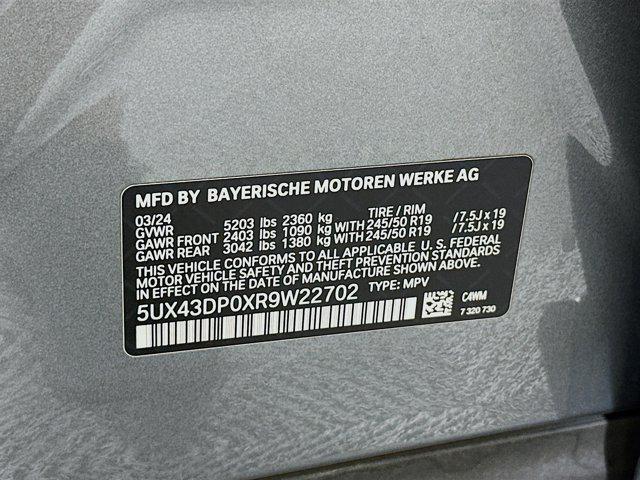 MFD BY BAYERISCHE MOTOREN WERKE AG
03/24 TIRE / RIM
GVWR 5203 lbs 2360 kg
GAWR FRONT 2403 lbs 1090 kg WITH 245/50 R19 / 7.5J x 19
GAWR REAR 3042 lbs 1380 kg WITH 245/50 R19 / 7.5J x 19
THIS VEHICLE CONFORMS TO ALL APPLICABLE U. S. FEDERAL
MOTOR VEHICLE SAFETY AND THEFT PREVENTION STANDARDS
IN EFFECT ON THE DATE OF MANUFACTURE SHOWN ABOVE.
5UX43DP0XR9W22702 TYPE: MPV
C4WM
7 320 730